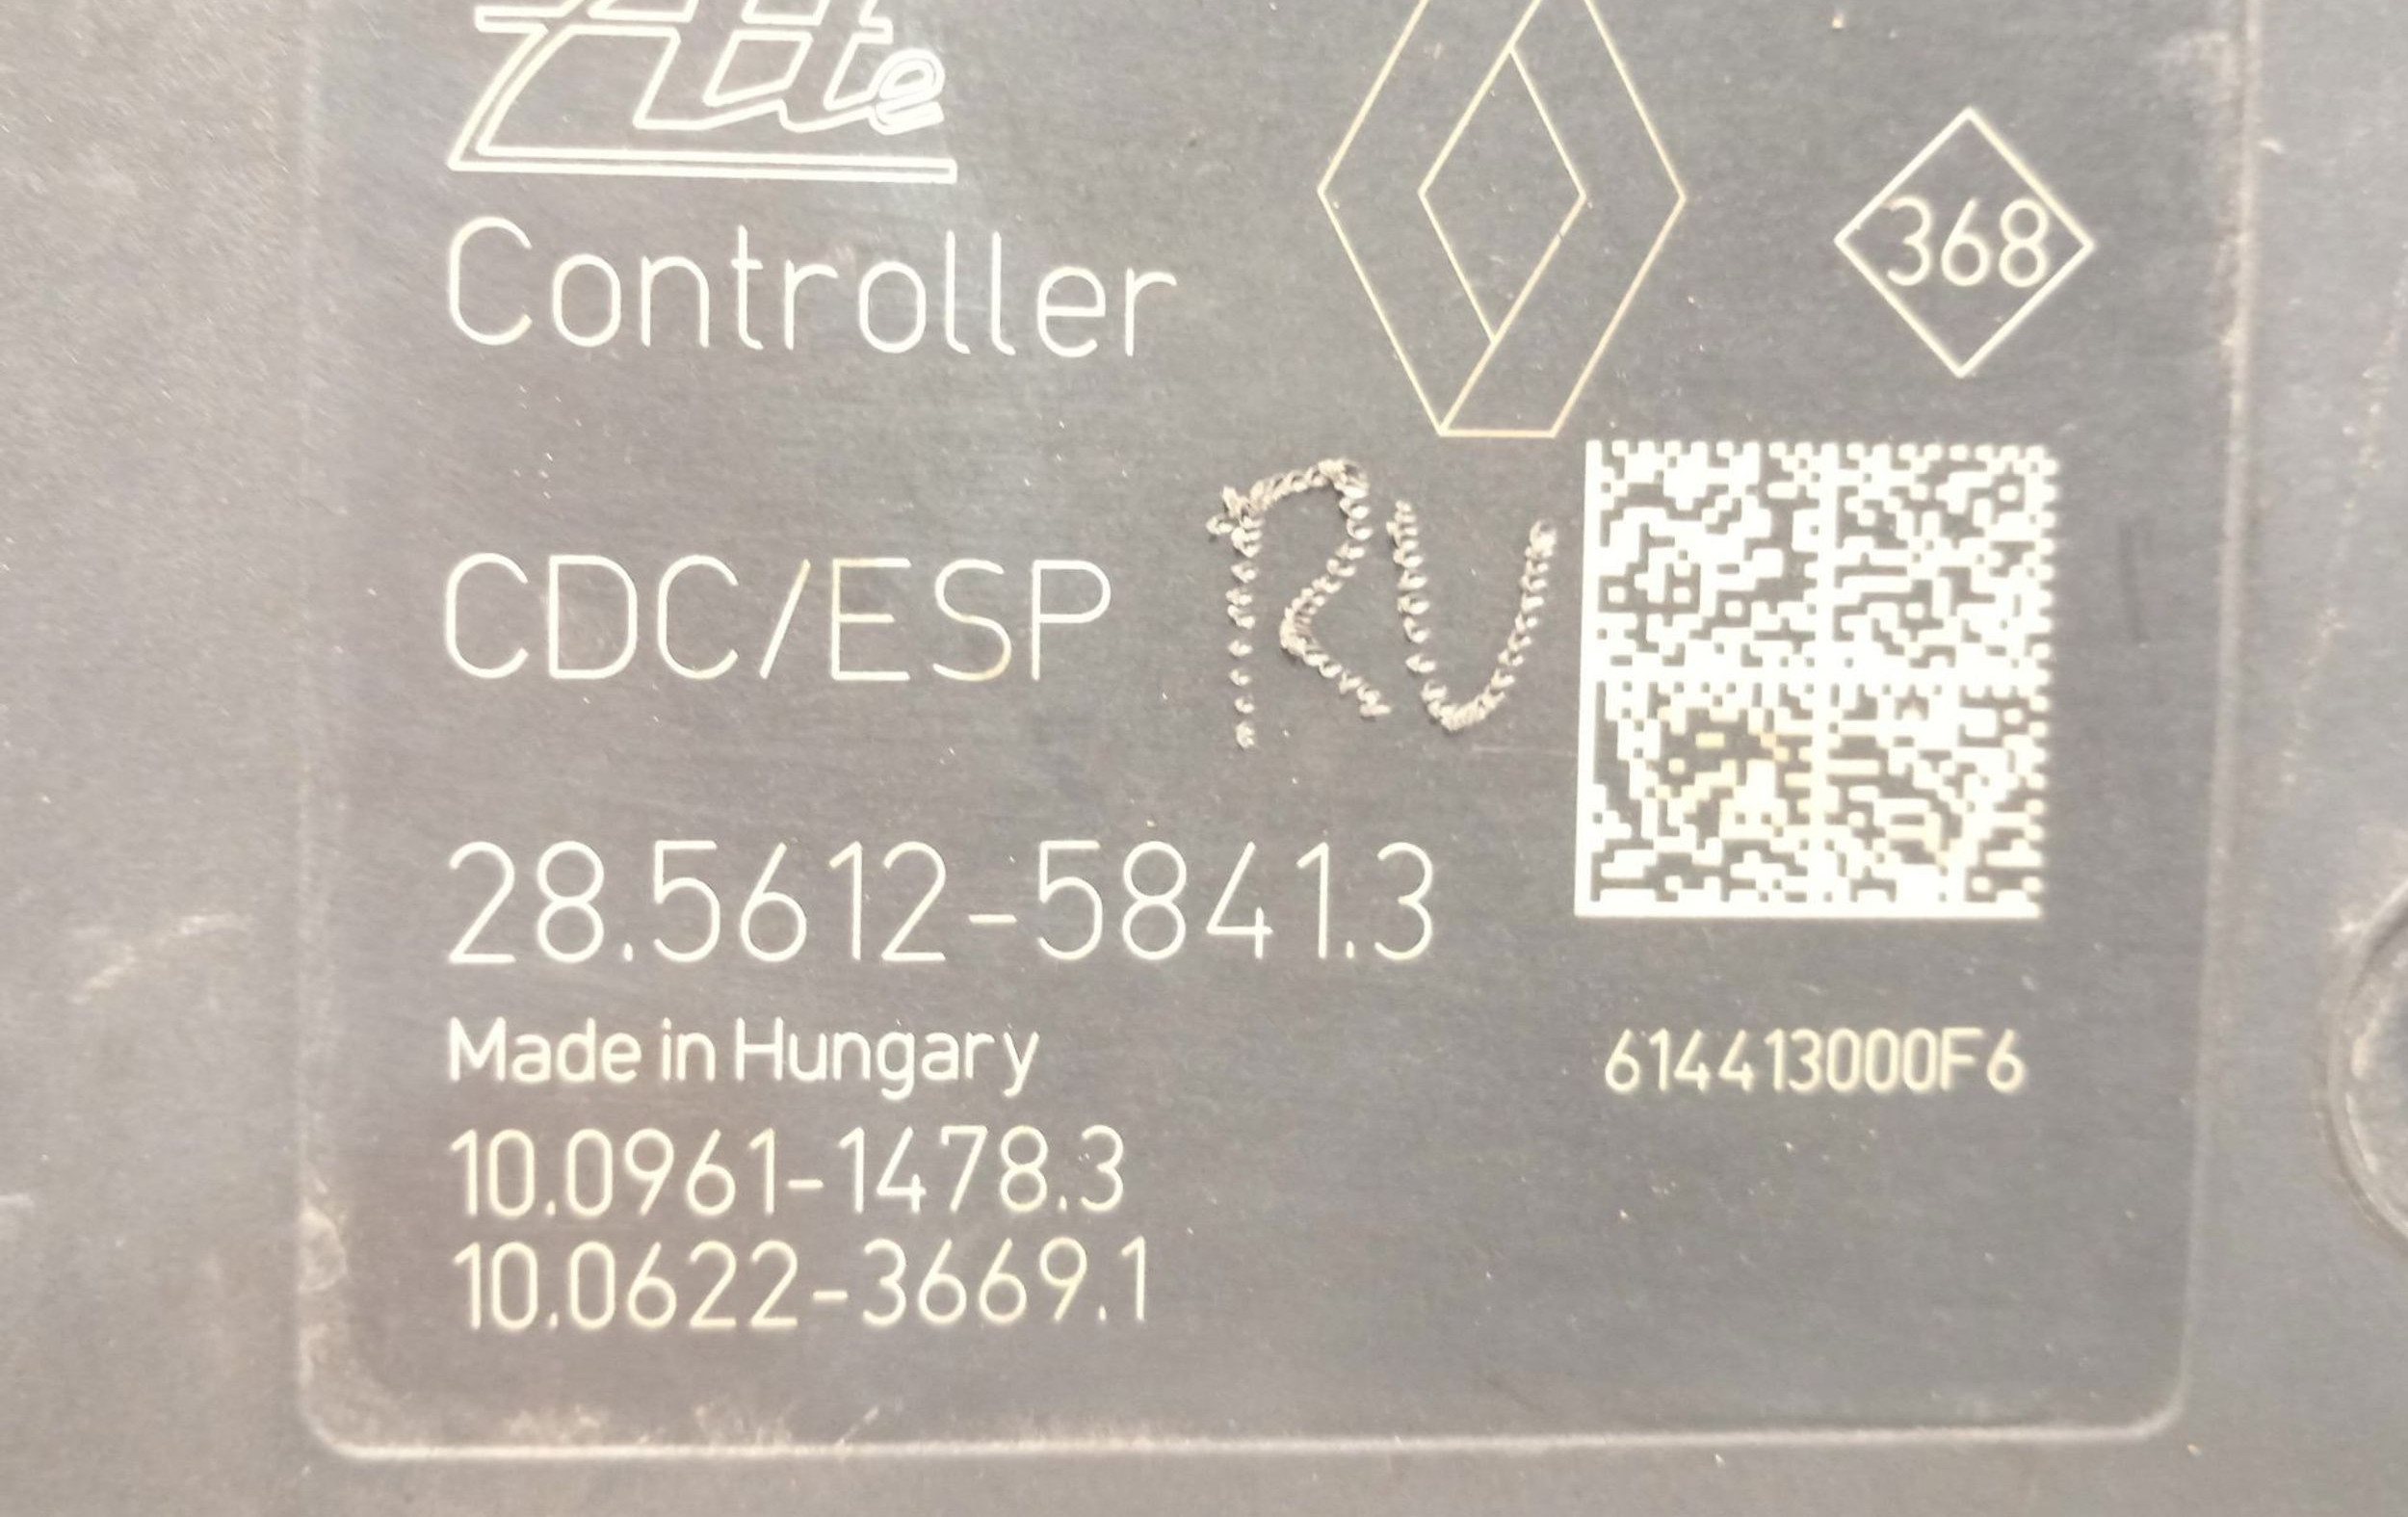 Ate
Controller
368
CDC/ESP
RU
28.5612-5841.3
Made in Hungary
614413000F6
10.0961-1478.3
10.0622-3669.1